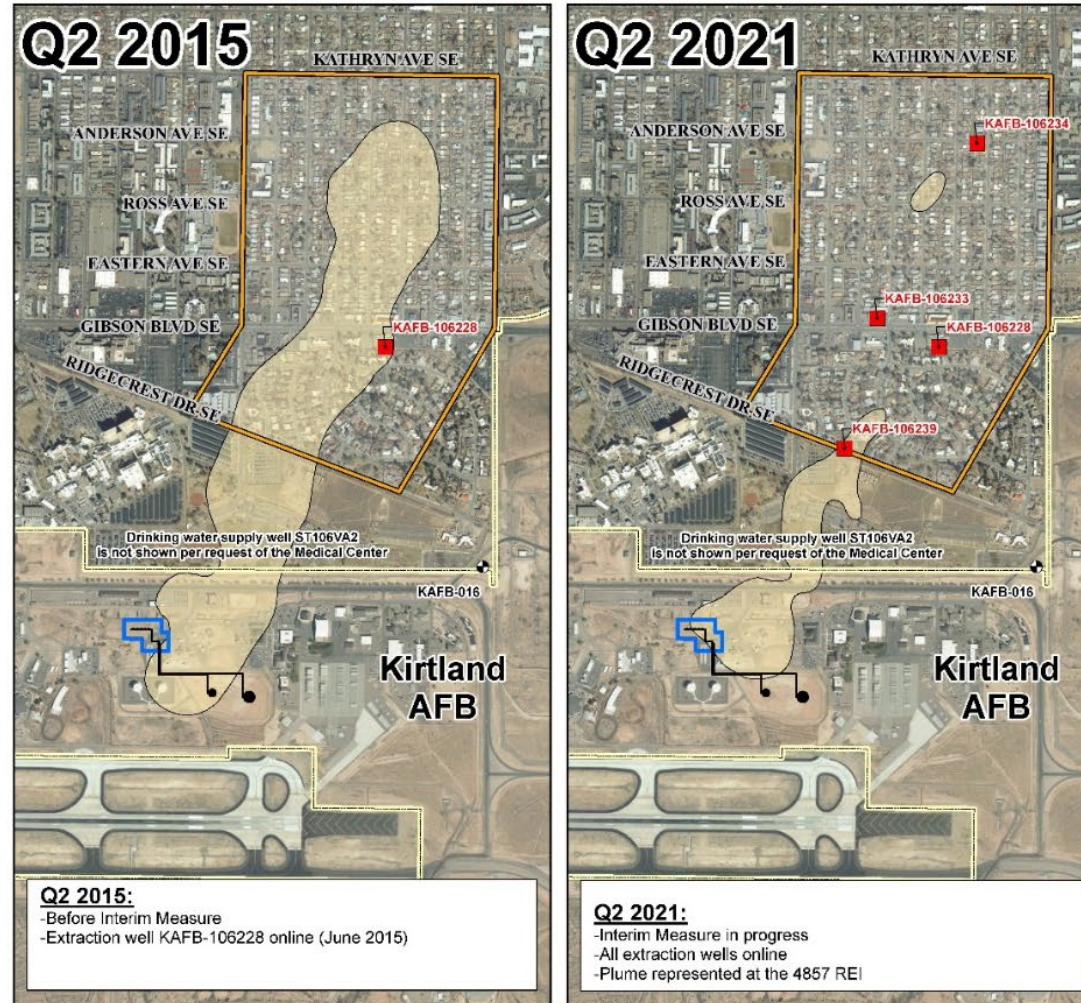 Q2 2015
KATHRYN AVE SE
ANDERSON AVE SE
ROSS AVE SE
EASTERN AVE SE
GIBSON BLVD SE
KAFB-106228
RIDGECREST DR SE
Drinking water supply well ST106VA2
is not shown per request of the Medical Center
KAFB-016
Kirtland
AFB
Q2 2015:
-Before Interim Measure
-Extraction well KAFB-106228 online (June 2015)
Q2 2021
KATHRYN AVE SE
KAFB-106234
ANDERSON AVE SE
ROSS AVE SE
EASTERN AVE SE
KAFB-106233
GIBSON BLVD SE
KAFB-106228
RIDGECREST DR SE
KAFB-106239
Drinking water supply well ST106VA2
is not shown per request of the Medical Center
KAFB-016
Kirtland
AFB
Q2 2021:
-Interim Measure in progress
-All extraction wells online
-Plume represented at the 4857 REI